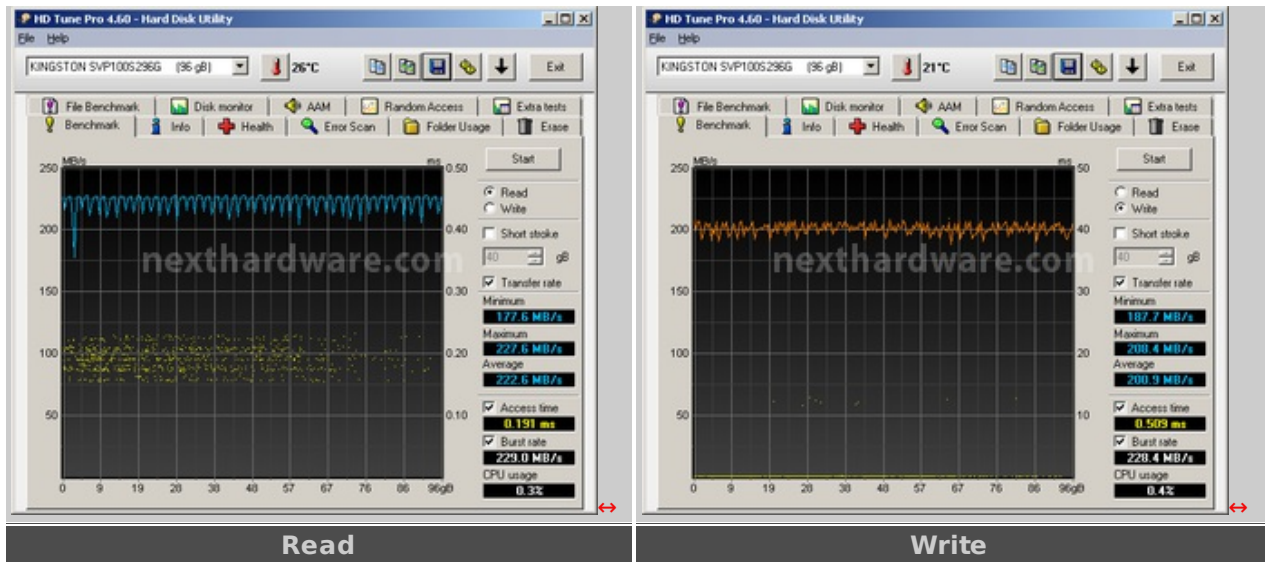 HD Tune Pro 4.60 - Hard Disk Utility
File Help
KINGSTON SVP100S296G (96 gB) 26°C Exit
File Benchmark Disk monitor AAM Random Access Extra tests
Benchmark Info Health Error Scan Folder Usage Erase
MB/s ms Start
250 0.50
Read
Write
200 0.40
Short stroke
40 gB
nexthardware.com
Transfer rate
150 0.30
Minimum
177.6 MB/s
Maximum
100 0.20
227.6 MB/s
Average
222.6 MB/s
Access time
50 0.10
0.191 ms
Burst rate
229.0 MB/s
CPU usage
0 9 19 28 38 48 57 67 76 86 96gB
0.3%
Read
HD Tune Pro 4.60 - Hard Disk Utility
File Help
KINGSTON SVP100S296G (96 gB) 21°C Exit
File Benchmark Disk monitor AAM Random Access Extra tests
Benchmark Info Health Error Scan Folder Usage Erase
MB/s ms Start
250 50
Read
Write
200 40
Short stroke
40 gB
nexthardware.com
Transfer rate
150 30
Minimum
187.7 MB/s
Maximum
100 20
208.4 MB/s
Average
200.9 MB/s
Access time
50 10
0.509 ms
Burst rate
228.4 MB/s
CPU usage
0 9 19 28 38 48 57 67 76 86 96gB
0.4%
Write